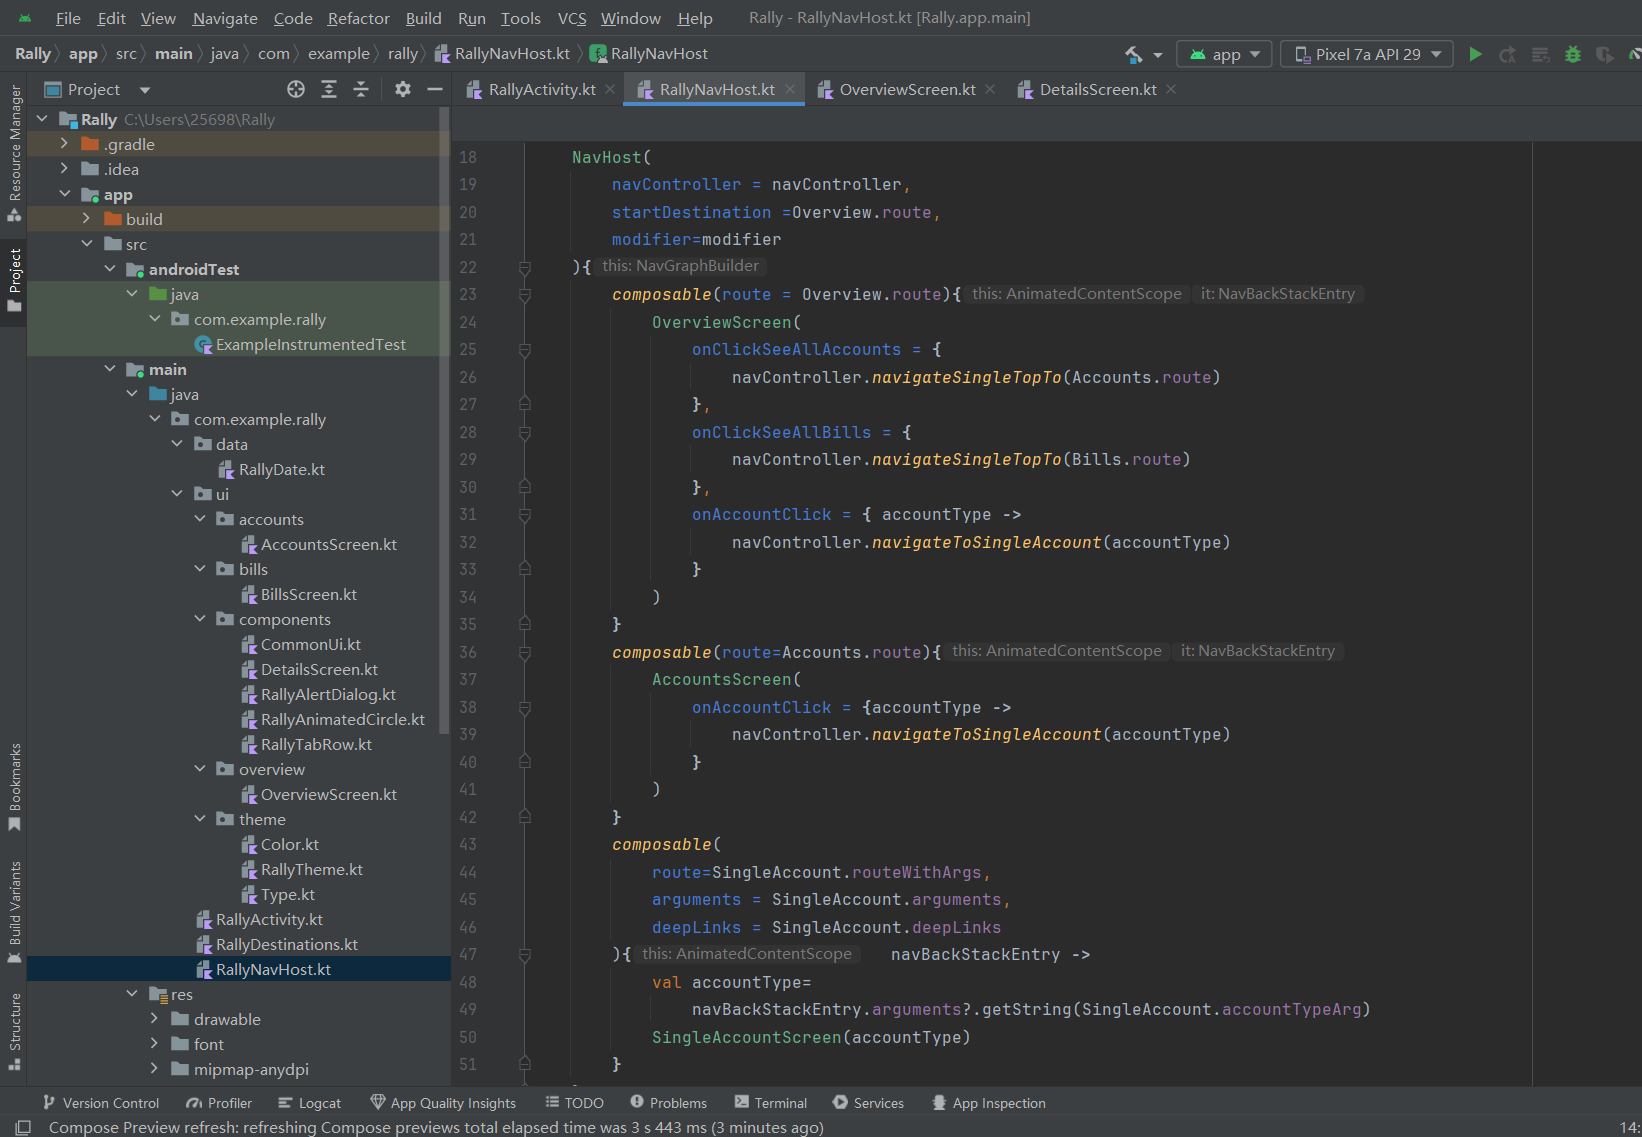 File Edit View Navigate Code Refactor Build Run Tools VCS Window Help Rally - RallyNavHost.kt [Rally.app.main]
Rally app src main java com example rally RallyNavHost.kt RallyNavHost app Pixel 7a API 29
Project RallyActivity.kt RallyNavHost.kt OverviewScreen.kt DetailsScreen.kt
Resource Manager
Project
Bookmarks
Build Variants
Structure
Rally C:\Users\25698\Rally
.gradle
.idea
app
build
src
androidTest
java
com.example.rally
ExampleInstrumentedTest
main
java
com.example.rally
data
RallyDate.kt
ui
accounts
AccountsScreen.kt
bills
BillsScreen.kt
components
CommonUi.kt
DetailsScreen.kt
RallyAlertDialog.kt
RallyAnimatedCircle.kt
RallyTabRow.kt
overview
OverviewScreen.kt
theme
Color.kt
RallyTheme.kt
Type.kt
RallyActivity.kt
RallyDestinations.kt
RallyNavHost.kt
res
drawable
font
mipmap-anydpi
18 NavHost(
19 navController = navController,
20 startDestination =Overview.route,
21 modifier=modifier
22 ){ this: NavGraphBuilder
23 composable(route = Overview.route){ this: AnimatedContentScope it: NavBackStackEntry
24 OverviewScreen(
25 onClickSeeAllAccounts = {
26 navController.navigateSingleTopTo(Accounts.route)
27 },
28 onClickSeeAllBills = {
29 navController.navigateSingleTopTo(Bills.route)
30 },
31 onAccountClick = { accountType ->
32 navController.navigateToSingleAccount(accountType)
33 }
34 )
35 }
36 composable(route=Accounts.route){ this: AnimatedContentScope it: NavBackStackEntry
37 AccountsScreen(
38 onAccountClick = {accountType ->
39 navController.navigateToSingleAccount(accountType)
40 }
41 )
42 }
43 composable(
44 route=SingleAccount.routeWithArgs,
45 arguments = SingleAccount.arguments,
46 deepLinks = SingleAccount.deepLinks
47 ){ this: AnimatedContentScope navBackStackEntry ->
48 val accountType=
49 navBackStackEntry.arguments?.getString(SingleAccount.accountTypeArg)
50 SingleAccountScreen(accountType)
51 }
Version Control Profiler Logcat App Quality Insights TODO Problems Terminal Services App Inspection
Compose Preview refresh: refreshing Compose previews total elapsed time was 3 s 443 ms (3 minutes ago) 14: